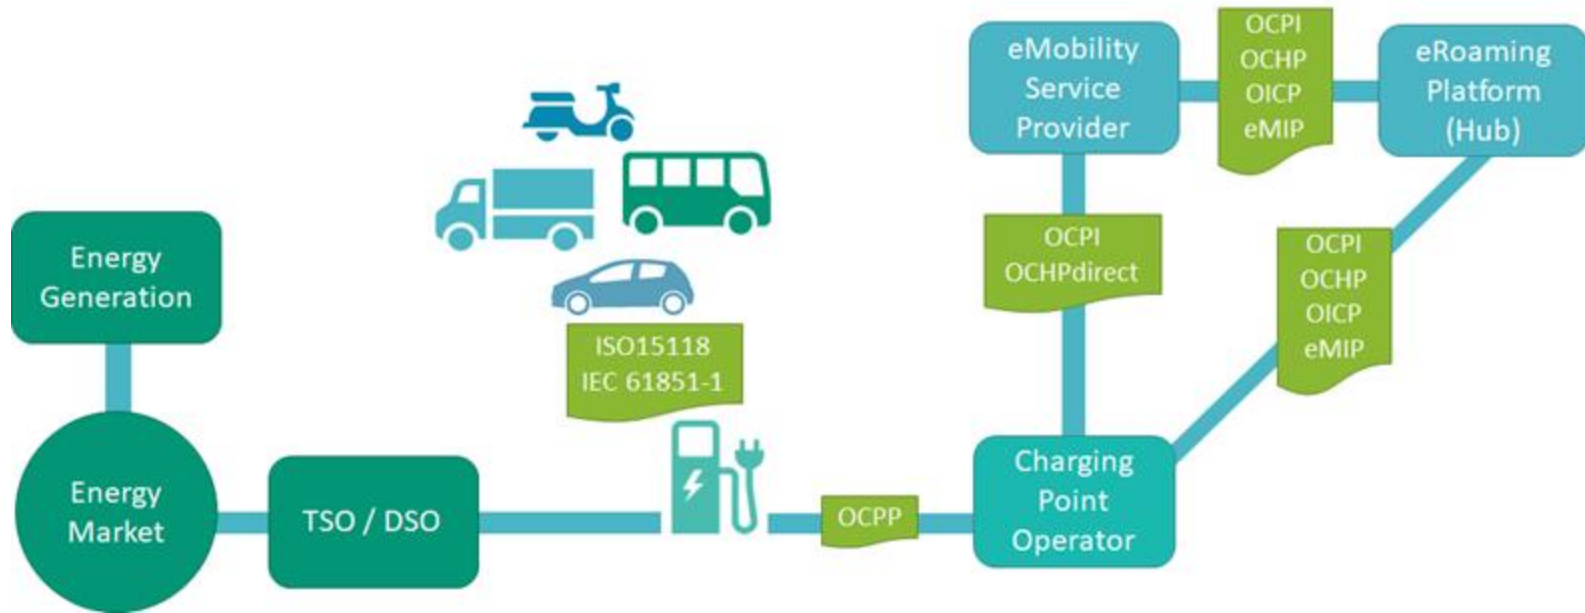 eMobility
Service
Provider
OCPI
OCHP
OICP
eMIP
eRoaming
Platform
(Hub)
Energy
Generation
OCPI
OCHPdirect
OCPI
OCHP
OICP
eMIP
ISO15118
IEC 61851-1
Energy
Market
TSO / DSO
OCPP
Charging
Point
Operator